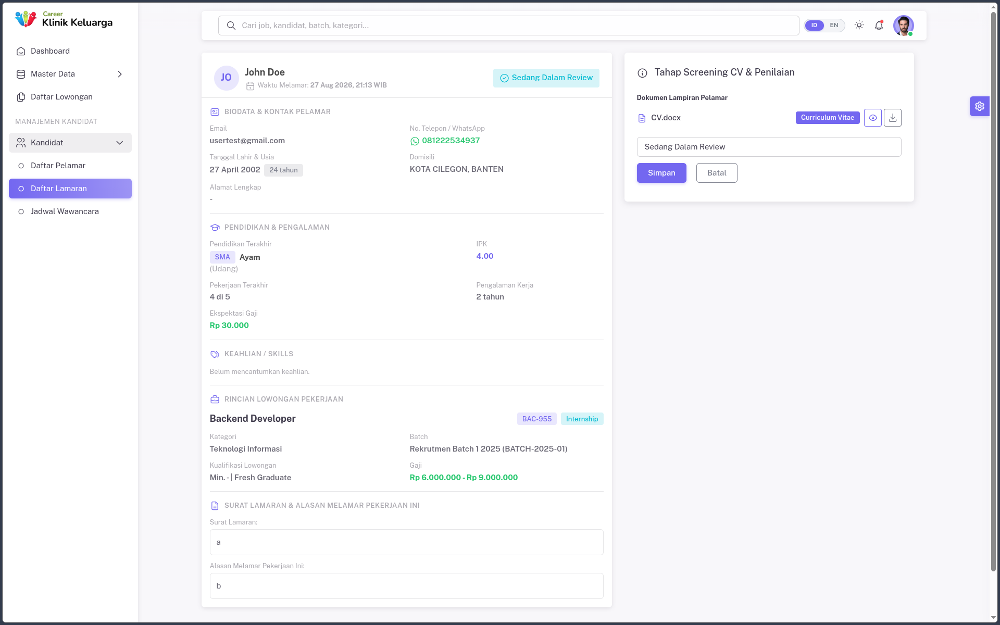 Career
Klinik Keluarga
Dashboard
Master Data
Daftar Lowongan
MANAJEMEN KANDIDAT
Kandidat
Daftar Pelamar
Daftar Lamaran
Jadwal Wawancara
Cari job, kandidat, batch, kategori...
ID EN
JO
John Doe
Waktu Melamar: 27 Aug 2026, 21:13 WIB
Sedang Dalam Review
BIODATA & KONTAK PELAMAR
Email
usertest@gmail.com
No. Telepon / WhatsApp
081222534937
Tanggal Lahir & Usia
27 April 2002 24 tahun
Domisili
KOTA CILEGON, BANTEN
Alamat Lengkap
-
PENDIDIKAN & PENGALAMAN
Pendidikan Terakhir
SMA Ayam
(Udang)
IPK
4.00
Pekerjaan Terakhir
4 di 5
Pengalaman Kerja
2 tahun
Ekspektasi Gaji
Rp 30.000
KEAHLIAN / SKILLS
Belum mencantumkan keahlian.
RINCIAN LOWONGAN PEKERJAAN
Backend Developer BAC-955 Internship
Kategori
Teknologi Informasi
Batch
Rekrutmen Batch 1 2025 (BATCH-2025-01)
Kualifikasi Lowongan
Min. - | Fresh Graduate
Gaji
Rp 6.000.000 - Rp 9.000.000
SURAT LAMARAN & ALASAN MELAMAR PEKERJAAN INI
Surat Lamaran:
a
Alasan Melamar Pekerjaan Ini:
b
Tahap Screening CV & Penilaian
Dokumen Lampiran Pelamar
CV.docx Curriculum Vitae
Sedang Dalam Review
Simpan Batal